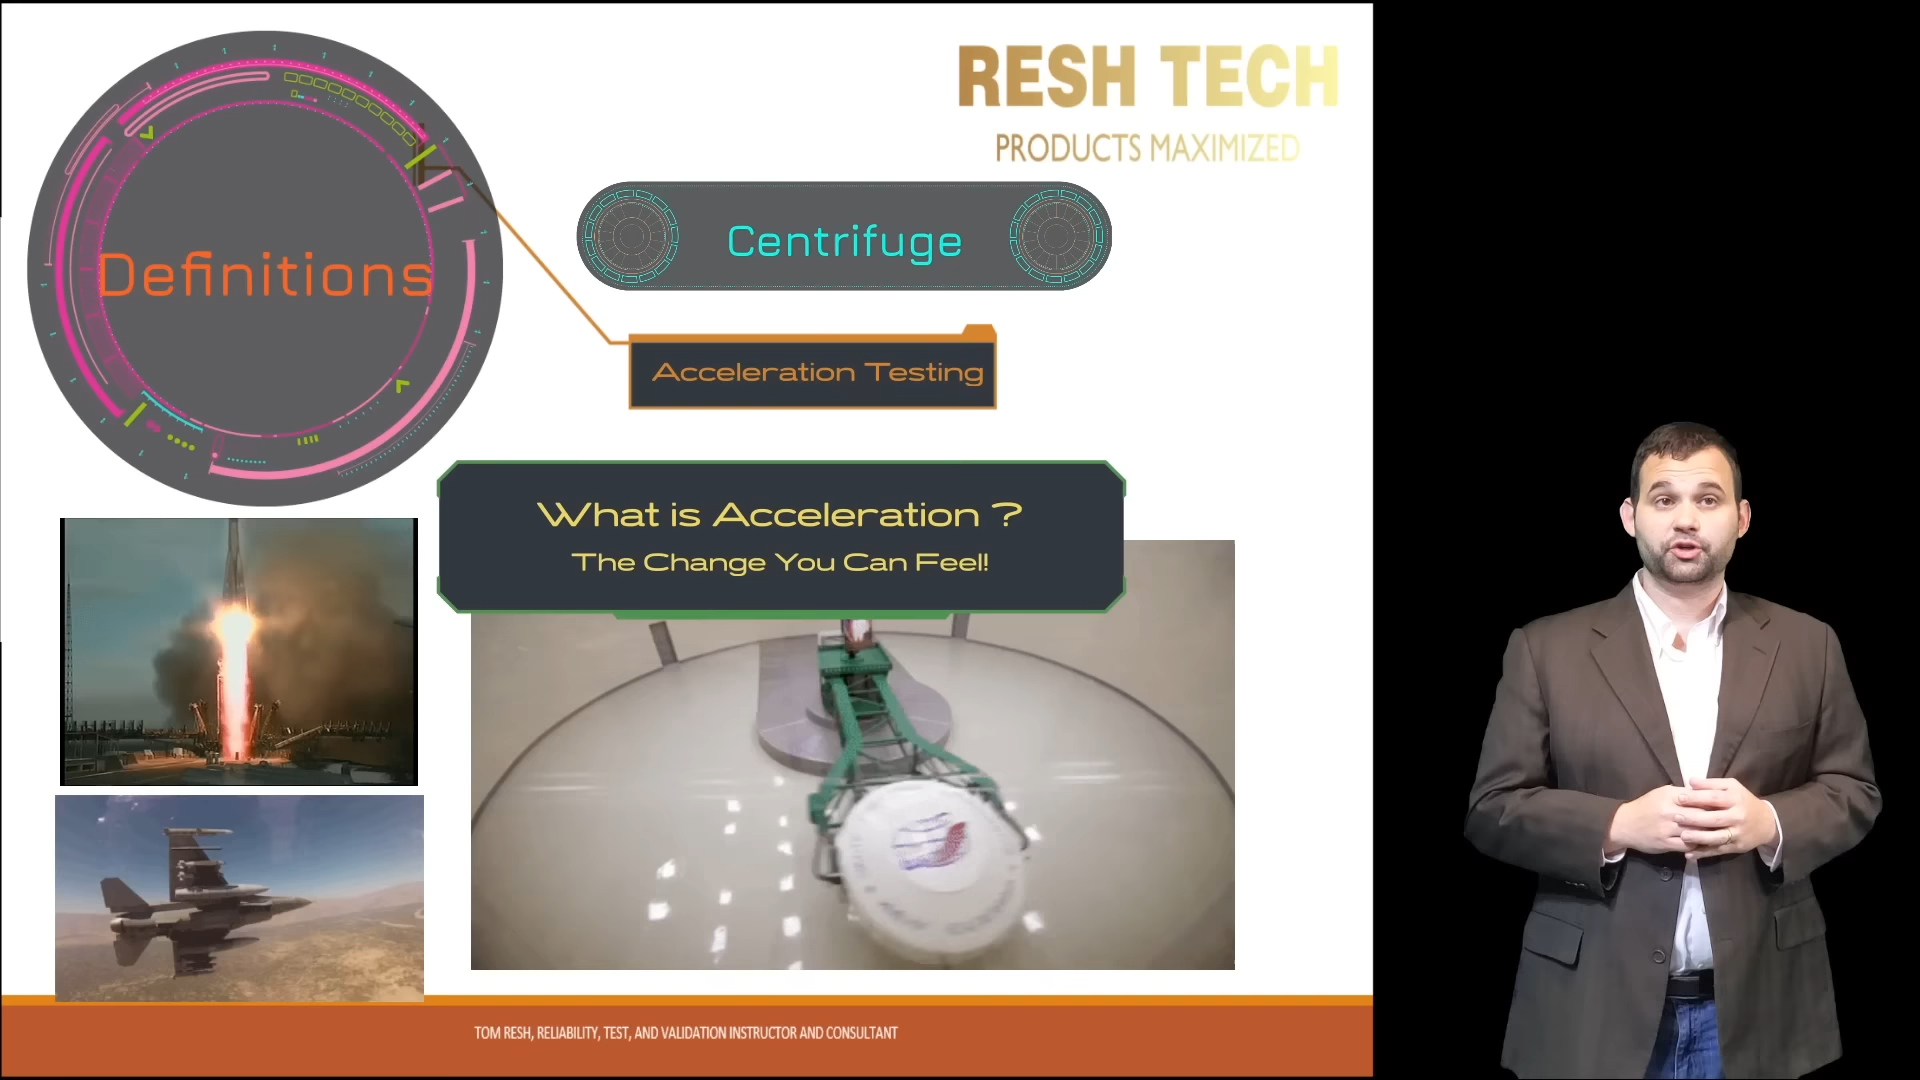 RESH TECH
PRODUCTS MAXIMIZED
Definitions
Centrifuge
Acceleration Testing
What is Acceleration ?
The Change You Can Feel!
TOM RESH, RELIABILITY, TEST, AND VALIDATION INSTRUCTOR AND CONSULTANT